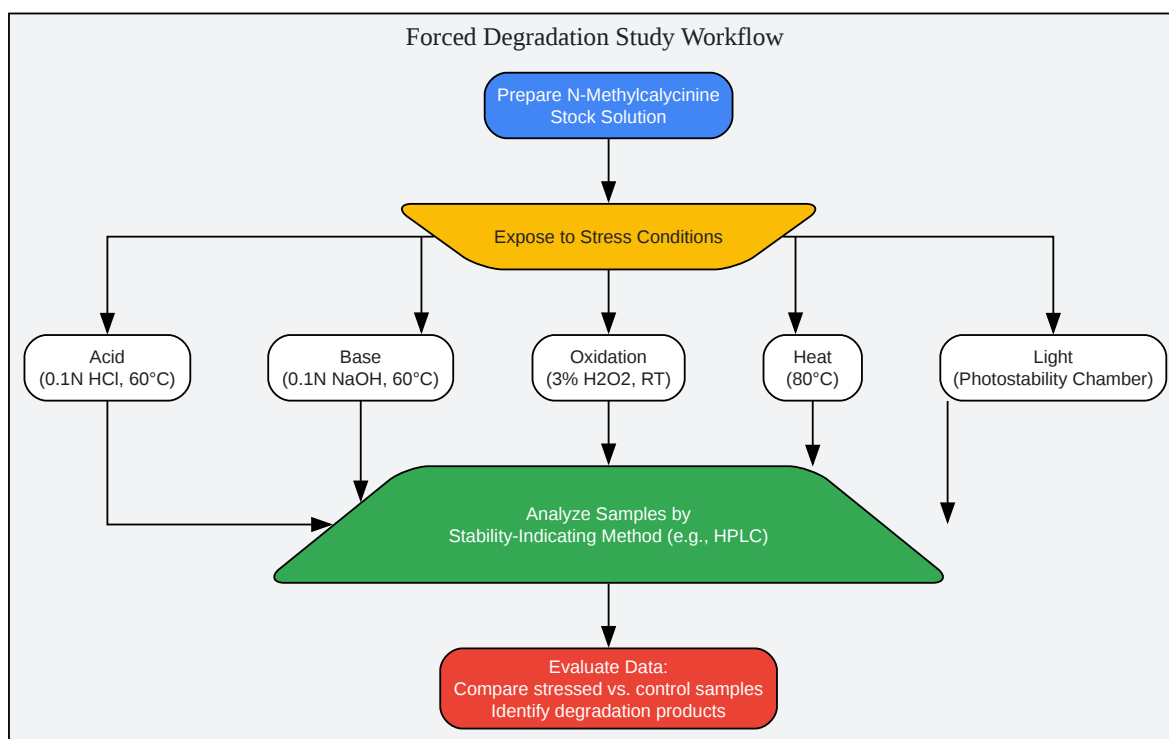 Forced Degradation Study Workflow
Prepare N-Methylcalycinine
Stock Solution
Expose to Stress Conditions
Acid
(0.1N HCl, 60°C)
Base
(0.1N NaOH, 60°C)
Oxidation
(3% H2O2, RT)
Heat
(80°C)
Light
(Photostability Chamber)
Analyze Samples by
Stability-Indicating Method (e.g., HPLC)
Evaluate Data:
Compare stressed vs. control samples
Identify degradation products